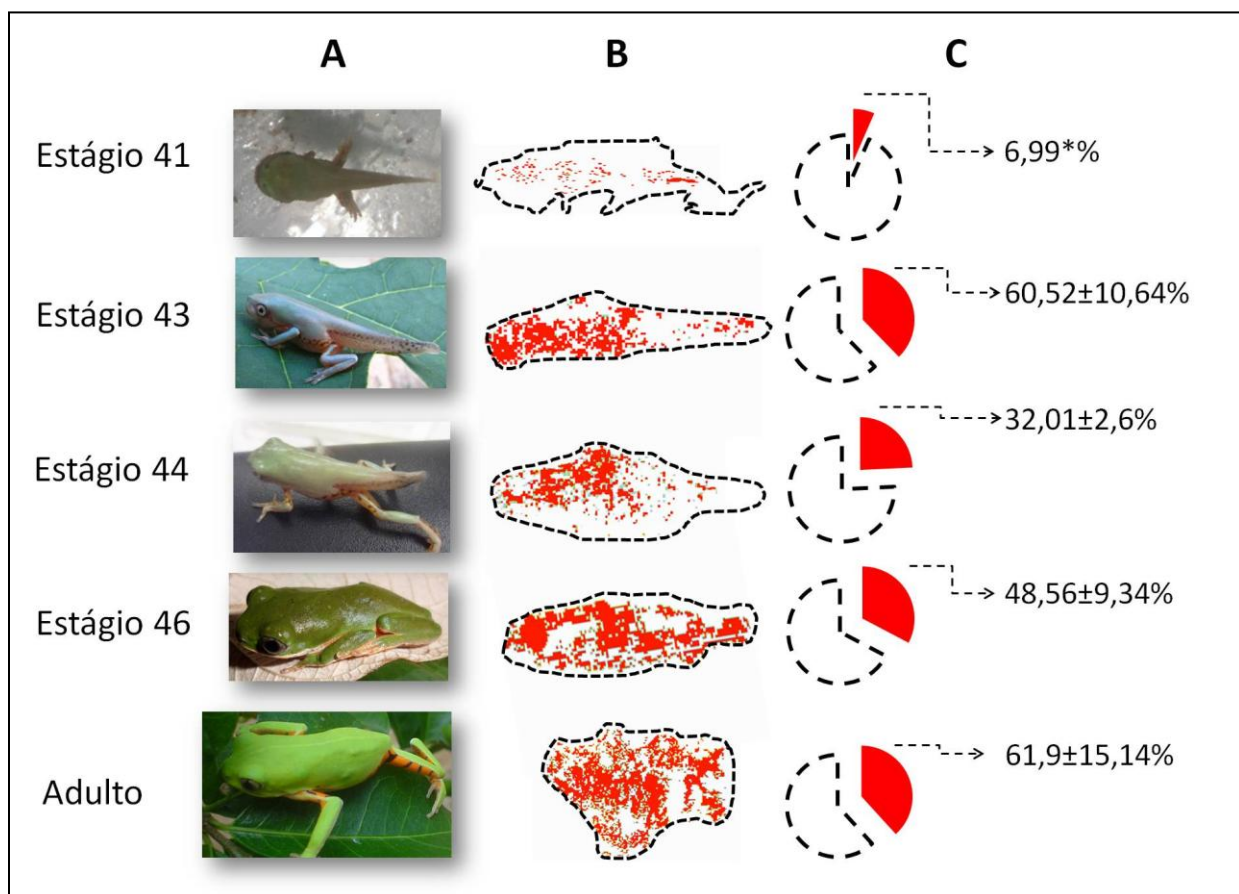 A B C
Estágio 41
6,99*%
Estágio 43
60,52±10,64%
Estágio 44
32,01±2,6%
Estágio 46
48,56±9,34%
Adulto
61,9±15,14%